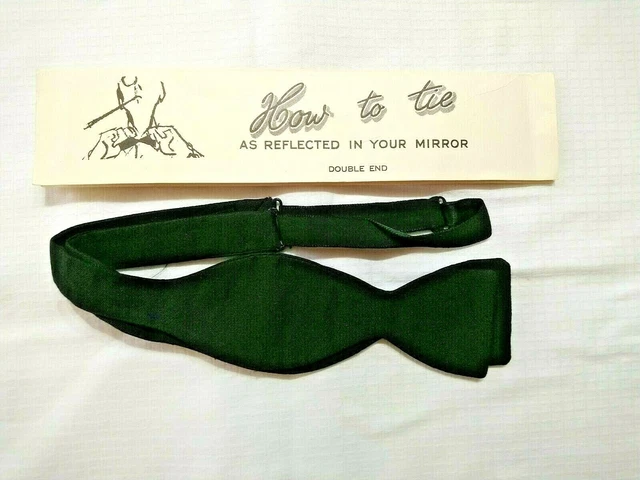 How to tie
AS REFLECTED IN YOUR MIRROR
DOUBLE END